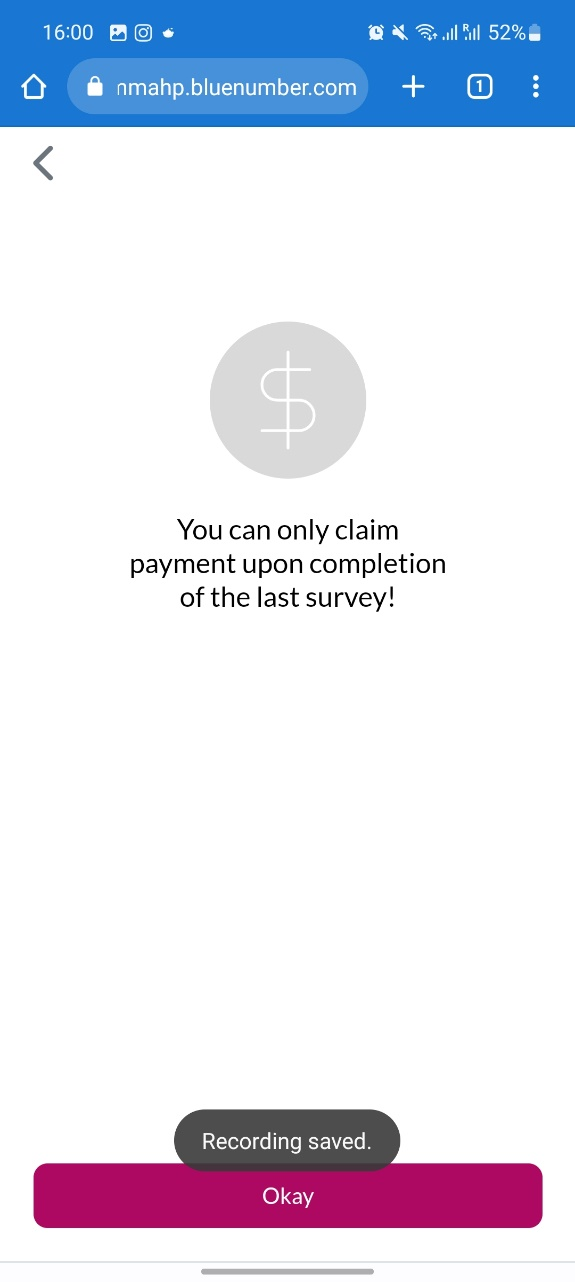 16:00 52%
nmahp.bluenumber.com 1
You can only claim
payment upon completion
of the last survey!
Recording saved.
Okay